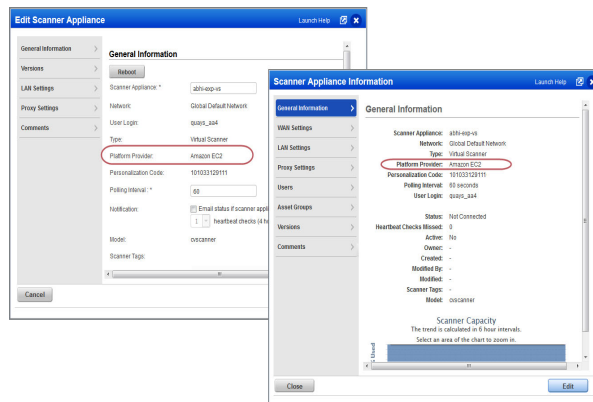 Edit Scanner Appliance
Launch Help
General Information
Versions
LAN Settings
Proxy Settings
Comments
General Information
Reboot
Scanner Appliance: * abhi-exp-vs
Network: Global Default Network
User Login: quays_aa4
Type: Virtual Scanner
Platform Provider: Amazon EC2
Personalization Code: 101033129111
Polling Interval : * 60
Notification: Email status if scanner appli
1 heartbeat checks (4 h
Model: cvscanner
Scanner Tags:
Cancel
Scanner Appliance Information
Launch Help
General Information
WAN Settings
LAN Settings
Proxy Settings
Users
Asset Groups
Versions
Comments
General Information
Scanner Appliance: abhi-exp-vs
Network: Global Default Network
Type: Virtual Scanner
Platform Provider: Amazon EC2
Personalization Code: 101033129111
Polling Interval: 60 seconds
User Login: quays_aa4
Status: Not Connected
Heartbeat Checks Missed: 0
Active: No
Owner: -
Created: -
Modified By: -
Modified: -
Scanner Tags: -
Model: cvscanner
Scanner Capacity
The trend is calculated in 6 hour intervals.
Select an area of the chart to zoom in.
Used
Close
Edit